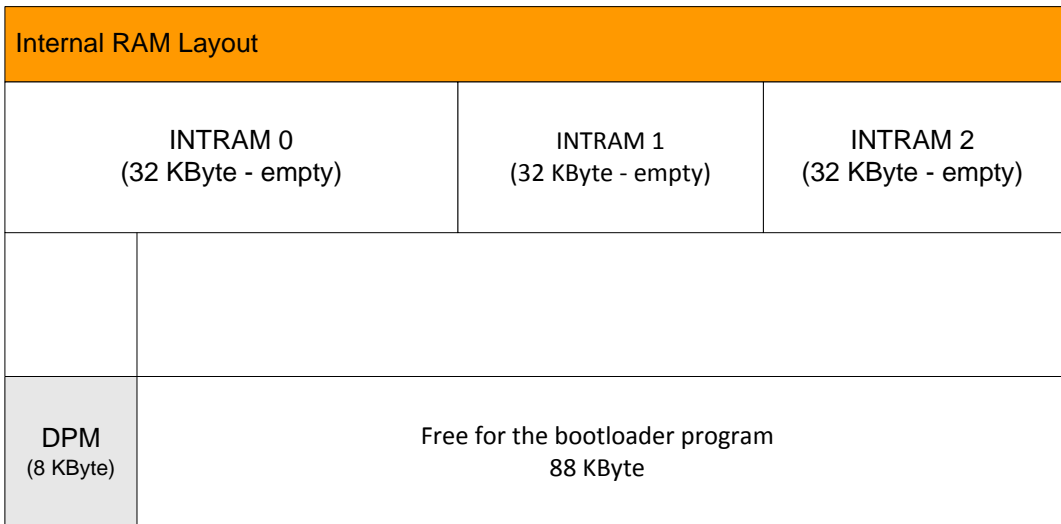 Internal RAM Layout
INTRAM 0
(32 KByte - empty)
INTRAM 1
(32 KByte - empty)
INTRAM 2
(32 KByte - empty)
DPM
(8 KByte)
Free for the bootloader program
88 KByte